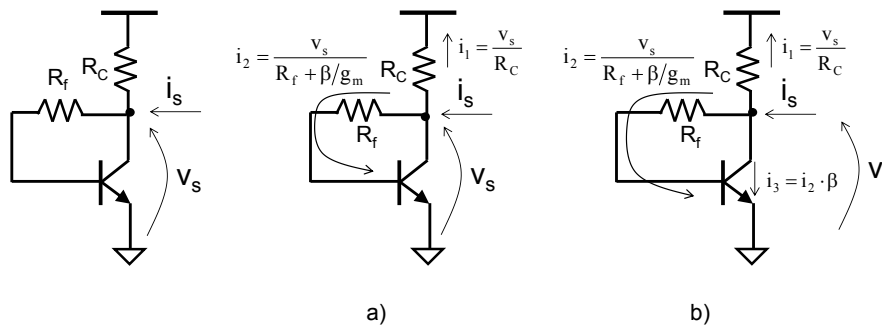 R_f
R_C
i_s
v_s
i_2 = v_s / (R_f + β/g_m)
i_1 = v_s / R_C
R_C
i_s
R_f
v_s
a)
i_2 = v_s / (R_f + β/g_m)
i_1 = v_s / R_C
R_C
i_s
R_f
i_3 = i_2 · β
v
b)